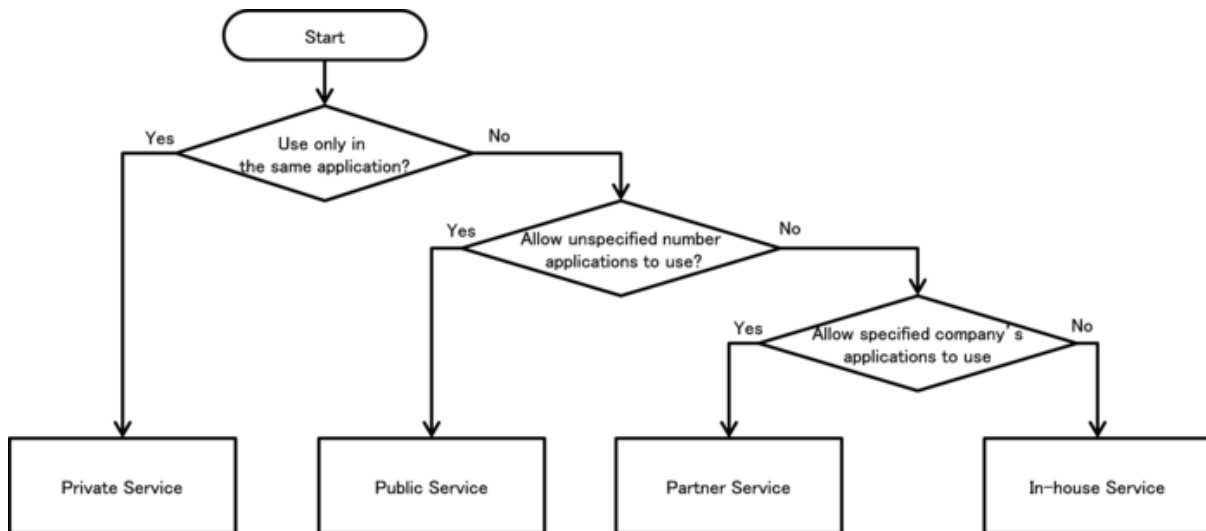 Start
Yes
No
Use only in
the same application?
Yes
No
Allow unspecified number
applications to use?
Yes
No
Allow specified company's
applications to use
Private Service
Public Service
Partner Service
In-house Service